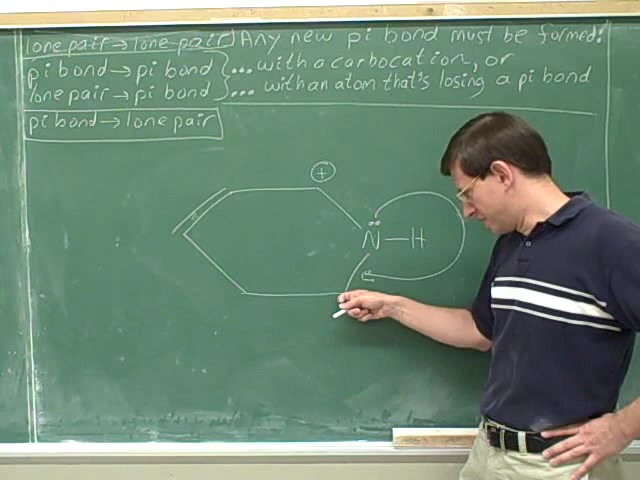 lone pair → lone pair Any new pi bond must be formed!
pi bond → pi bond } ... with a carbocation, or
lone pair → pi bond } ... with an atom that's losing a pi bond
pi bond → lone pair
+
N-H